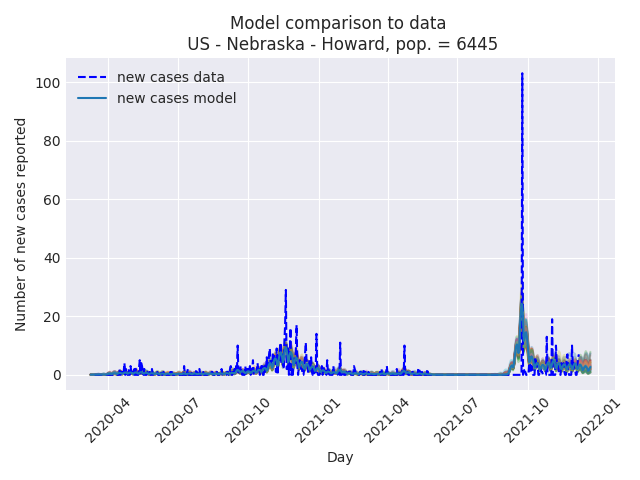 Model comparison to data
US - Nebraska - Howard, pop. = 6445
new cases data
new cases model
Number of new cases reported
100
80
60
40
20
0
2020-04
2020-07
2020-10
2021-01
2021-04
2021-07
2021-10
2022-01
Day